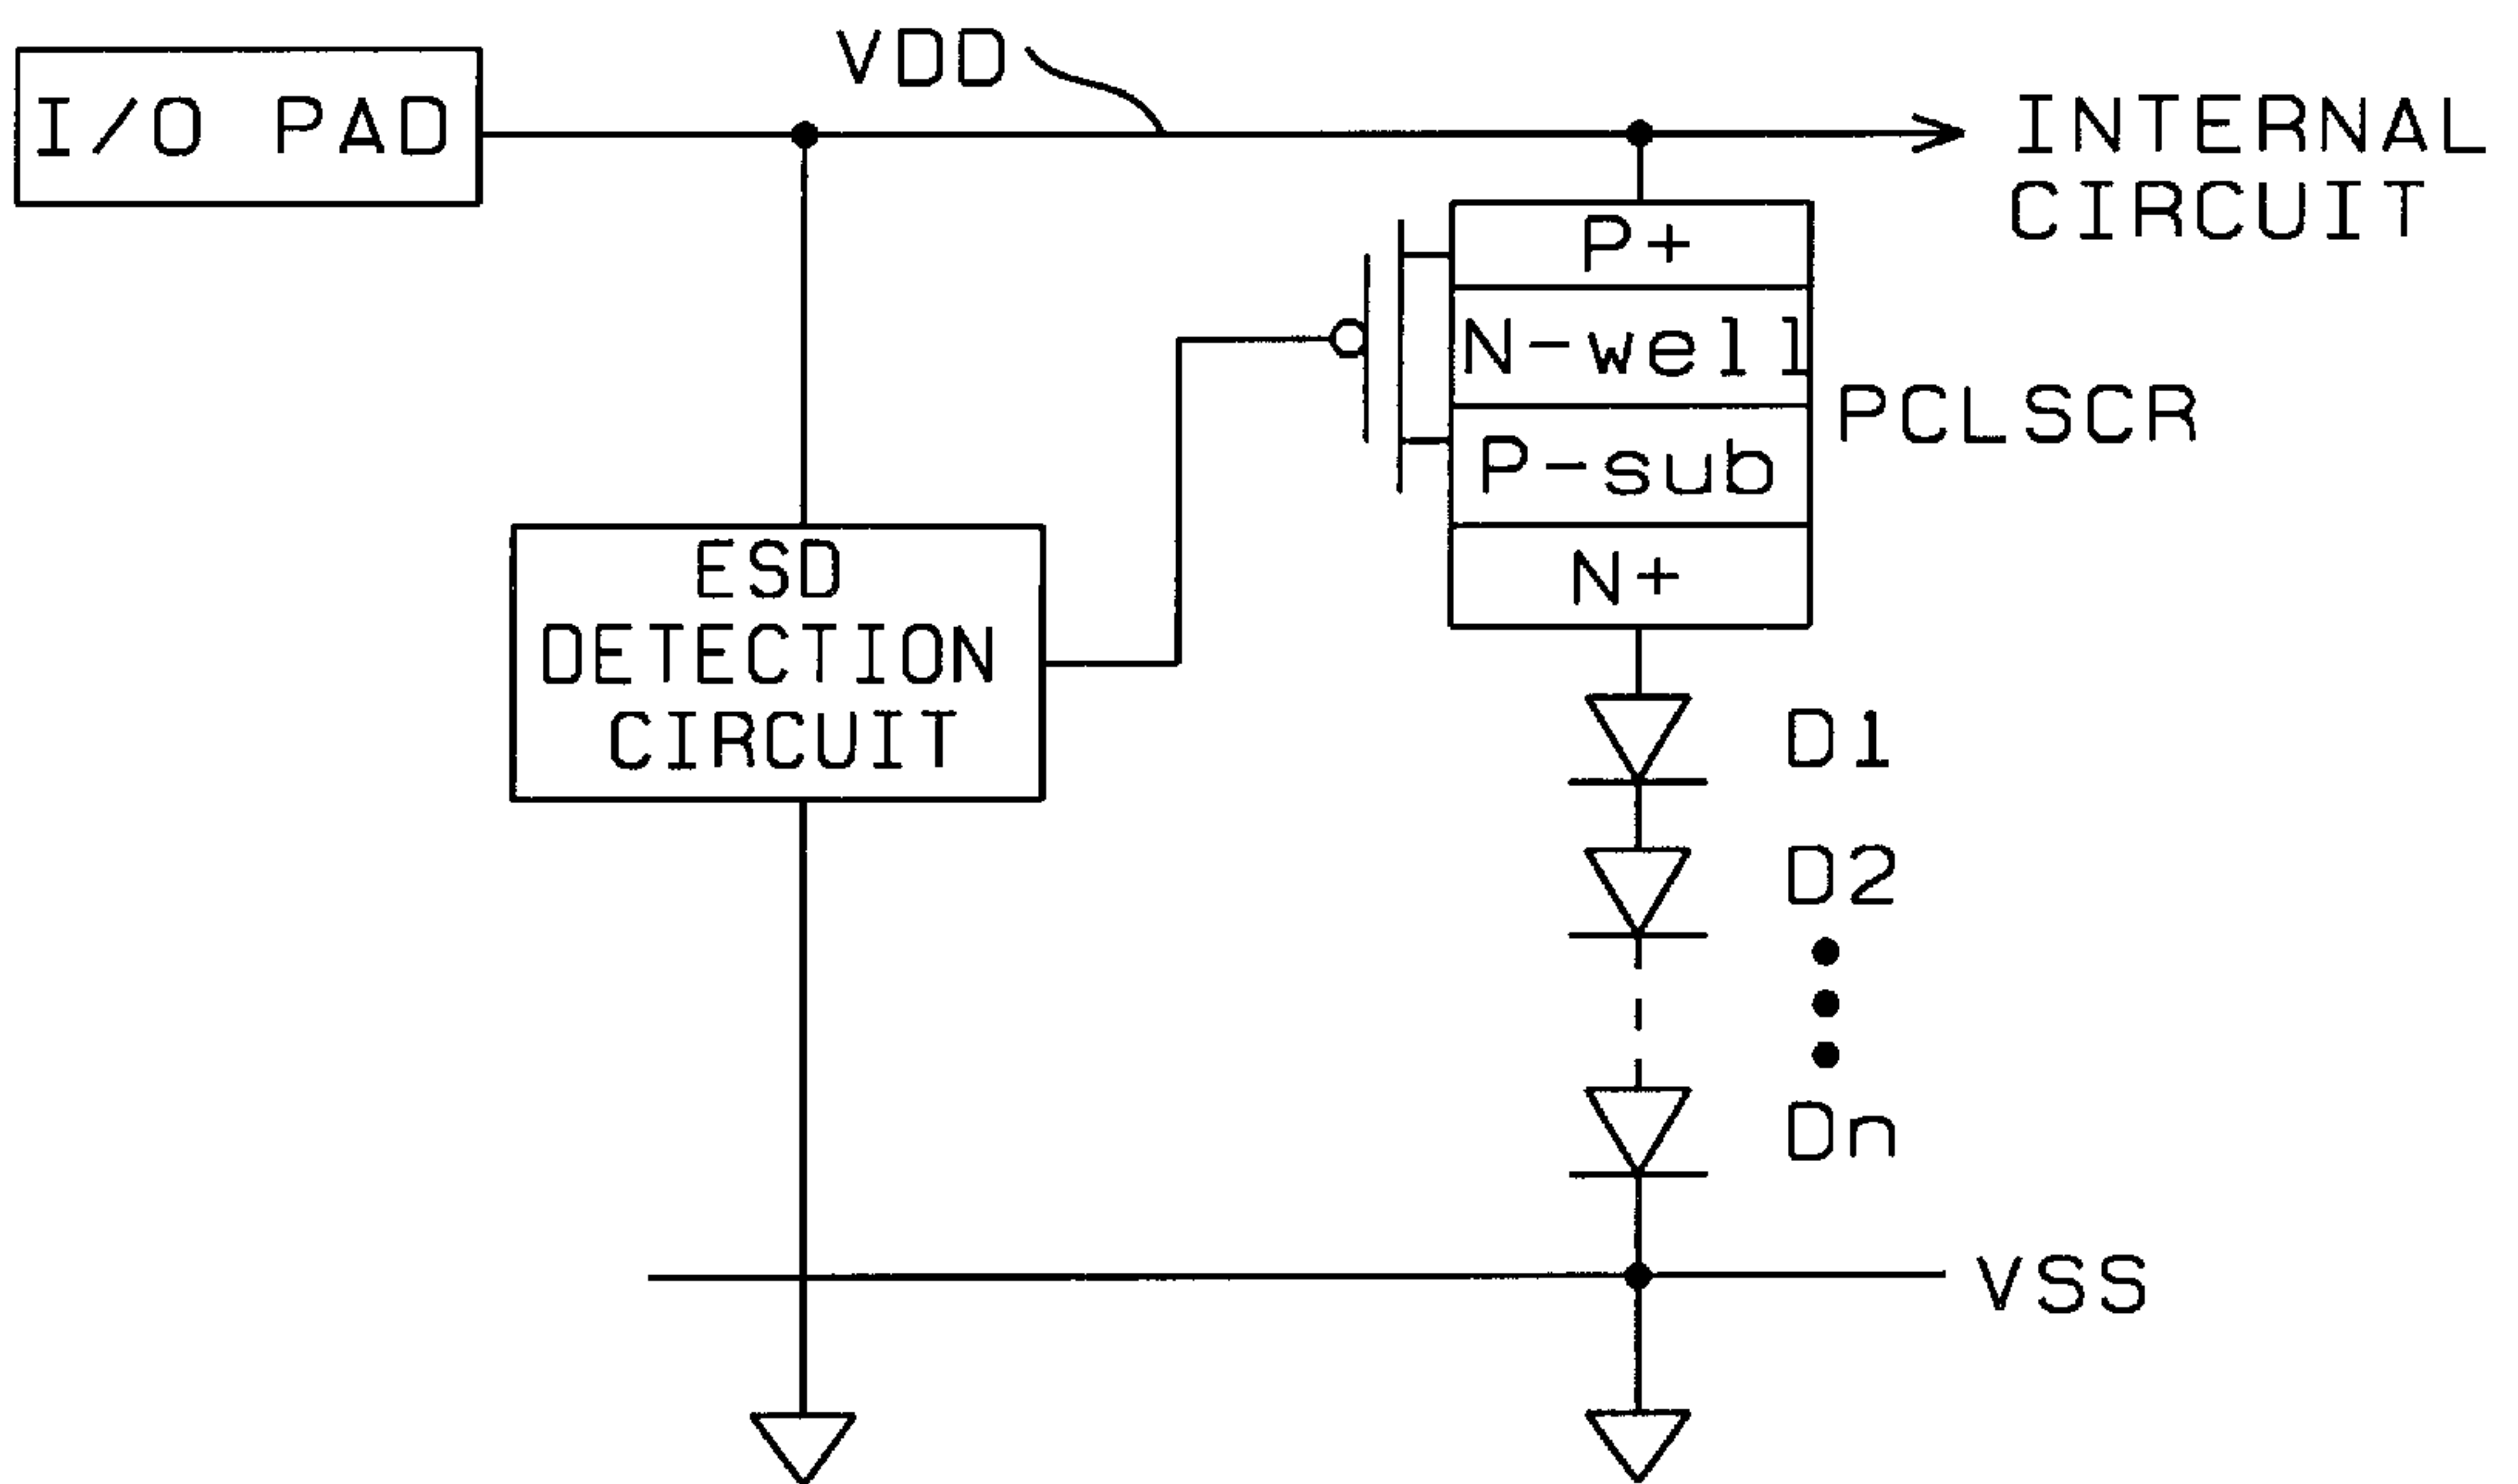 VDD
I/O PAD
INTERNAL
CIRCUIT
P+
N-well
PCLSCR
P-sub
N+
ESD
DETECTION
CIRCUIT
D1
D2
Dn
VSS